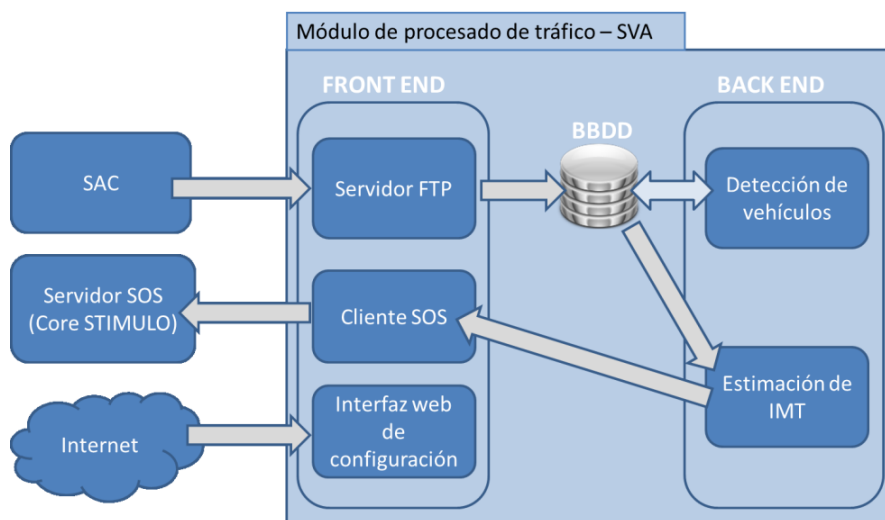 Módulo de procesado de tráfico – SVA
FRONT END
BACK END
BBDD
SAC
Servidor FTP
Detección de
vehículos
Servidor SOS
(Core STIMULO)
Cliente SOS
Estimación de
IMT
Internet
Interfaz web
de
configuración